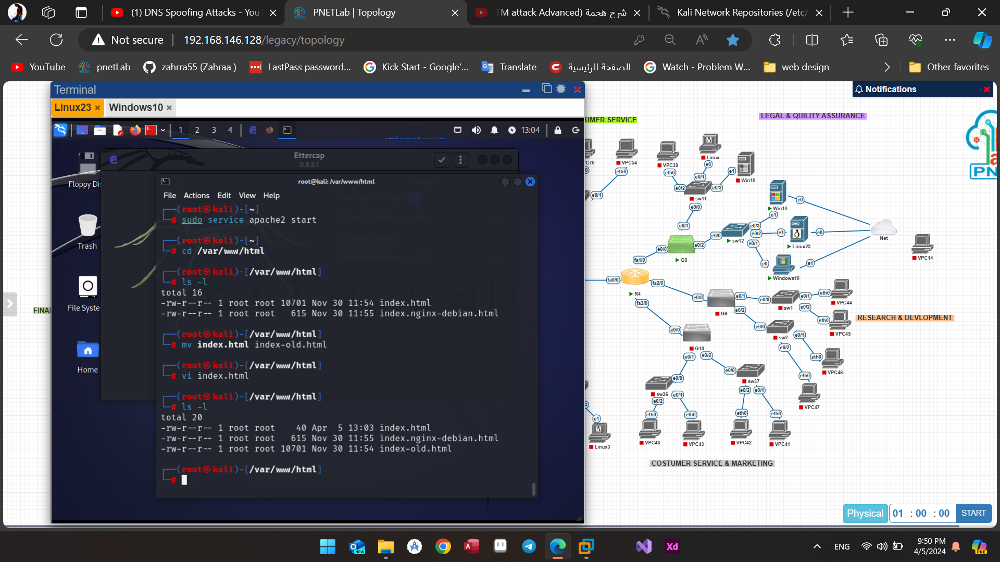 (1) DNS Spoofing Attacks - You
PNETLab | Topology
شرح هجمة (TM attack Advanced
Kali Network Repositories (/etc/
Not secure
192.168.146.128/legacy/topology
YouTube
pnetLab
zahrra55 (Zahraa )
LastPass password...
Kick Start - Google'...
Translate
الصفحة الرئيسية
Watch - Problem W...
web design
Other favorites
Terminal
Linux23
Windows10
1 2 3 4
13:04
Floppy Di
Trash
File Syste
Home
Ettercap
0.8.3.1
root@kali: /var/www/html
File Actions Edit View Help
(root㉿kali)-[~]
# sudo service apache2 start
(root㉿kali)-[~]
# cd /var/www/html
(root㉿kali)-[/var/www/html]
# ls -l
total 16
-rw-r--r-- 1 root root 10701 Nov 30 11:54 index.html
-rw-r--r-- 1 root root   615 Nov 30 11:55 index.nginx-debian.html
(root㉿kali)-[/var/www/html]
# mv index.html index-old.html
(root㉿kali)-[/var/www/html]
# vi index.html
(root㉿kali)-[/var/www/html]
# ls -l
total 20
-rw-r--r-- 1 root root    40 Apr  5 13:03 index.html
-rw-r--r-- 1 root root   615 Nov 30 11:55 index.nginx-debian.html
-rw-r--r-- 1 root root 10701 Nov 30 11:54 index-old.html
(root㉿kali)-[/var/www/html]
#
FINA
Notifications
UMER SERVICE
LEGAL & QUILITY ASSURANCE
PN
C70
VPC54
eth0
e0/1
VPC39
eth0
Linux
e0
e0/1
e1
Win10
e0/2
e0/3
sw11
e0/0
e0/1
Win10
e0
e1
e0/3
e0/0
e0/2
e1
Linux23
e0
sw12
e0/1
Net
VPC14
e0/0
e0/2
G8
fa1/0
e0
e1
Windows10
fa0/0
fa2/0
R4
fa3/0
e0/0
e0/1
G9
e0/2
e0/0
sw1
e0/1
eth0
VPC44
e0/2
eth0
VPC45
RESEARCH & DEVLOPMENT
e0/0
sw2
e0/1
e0/2
eth0
VPC46
eth0
VPC47
e0/0
G10
e0/1
e0/2
e0/0
sw37
e0/2
e0/1
e0/0
sw36
e0/2
e0/1
eth0
eth0
eth0
eth0
e1
Linux3
VPC48
VPC43
VPC42
VPC41
COSTUMER SERVICE & MARKETING
Physical
01 : 00 : 00
START
NEW
Xd
ENG
9:50 PM
4/5/2024
PRE